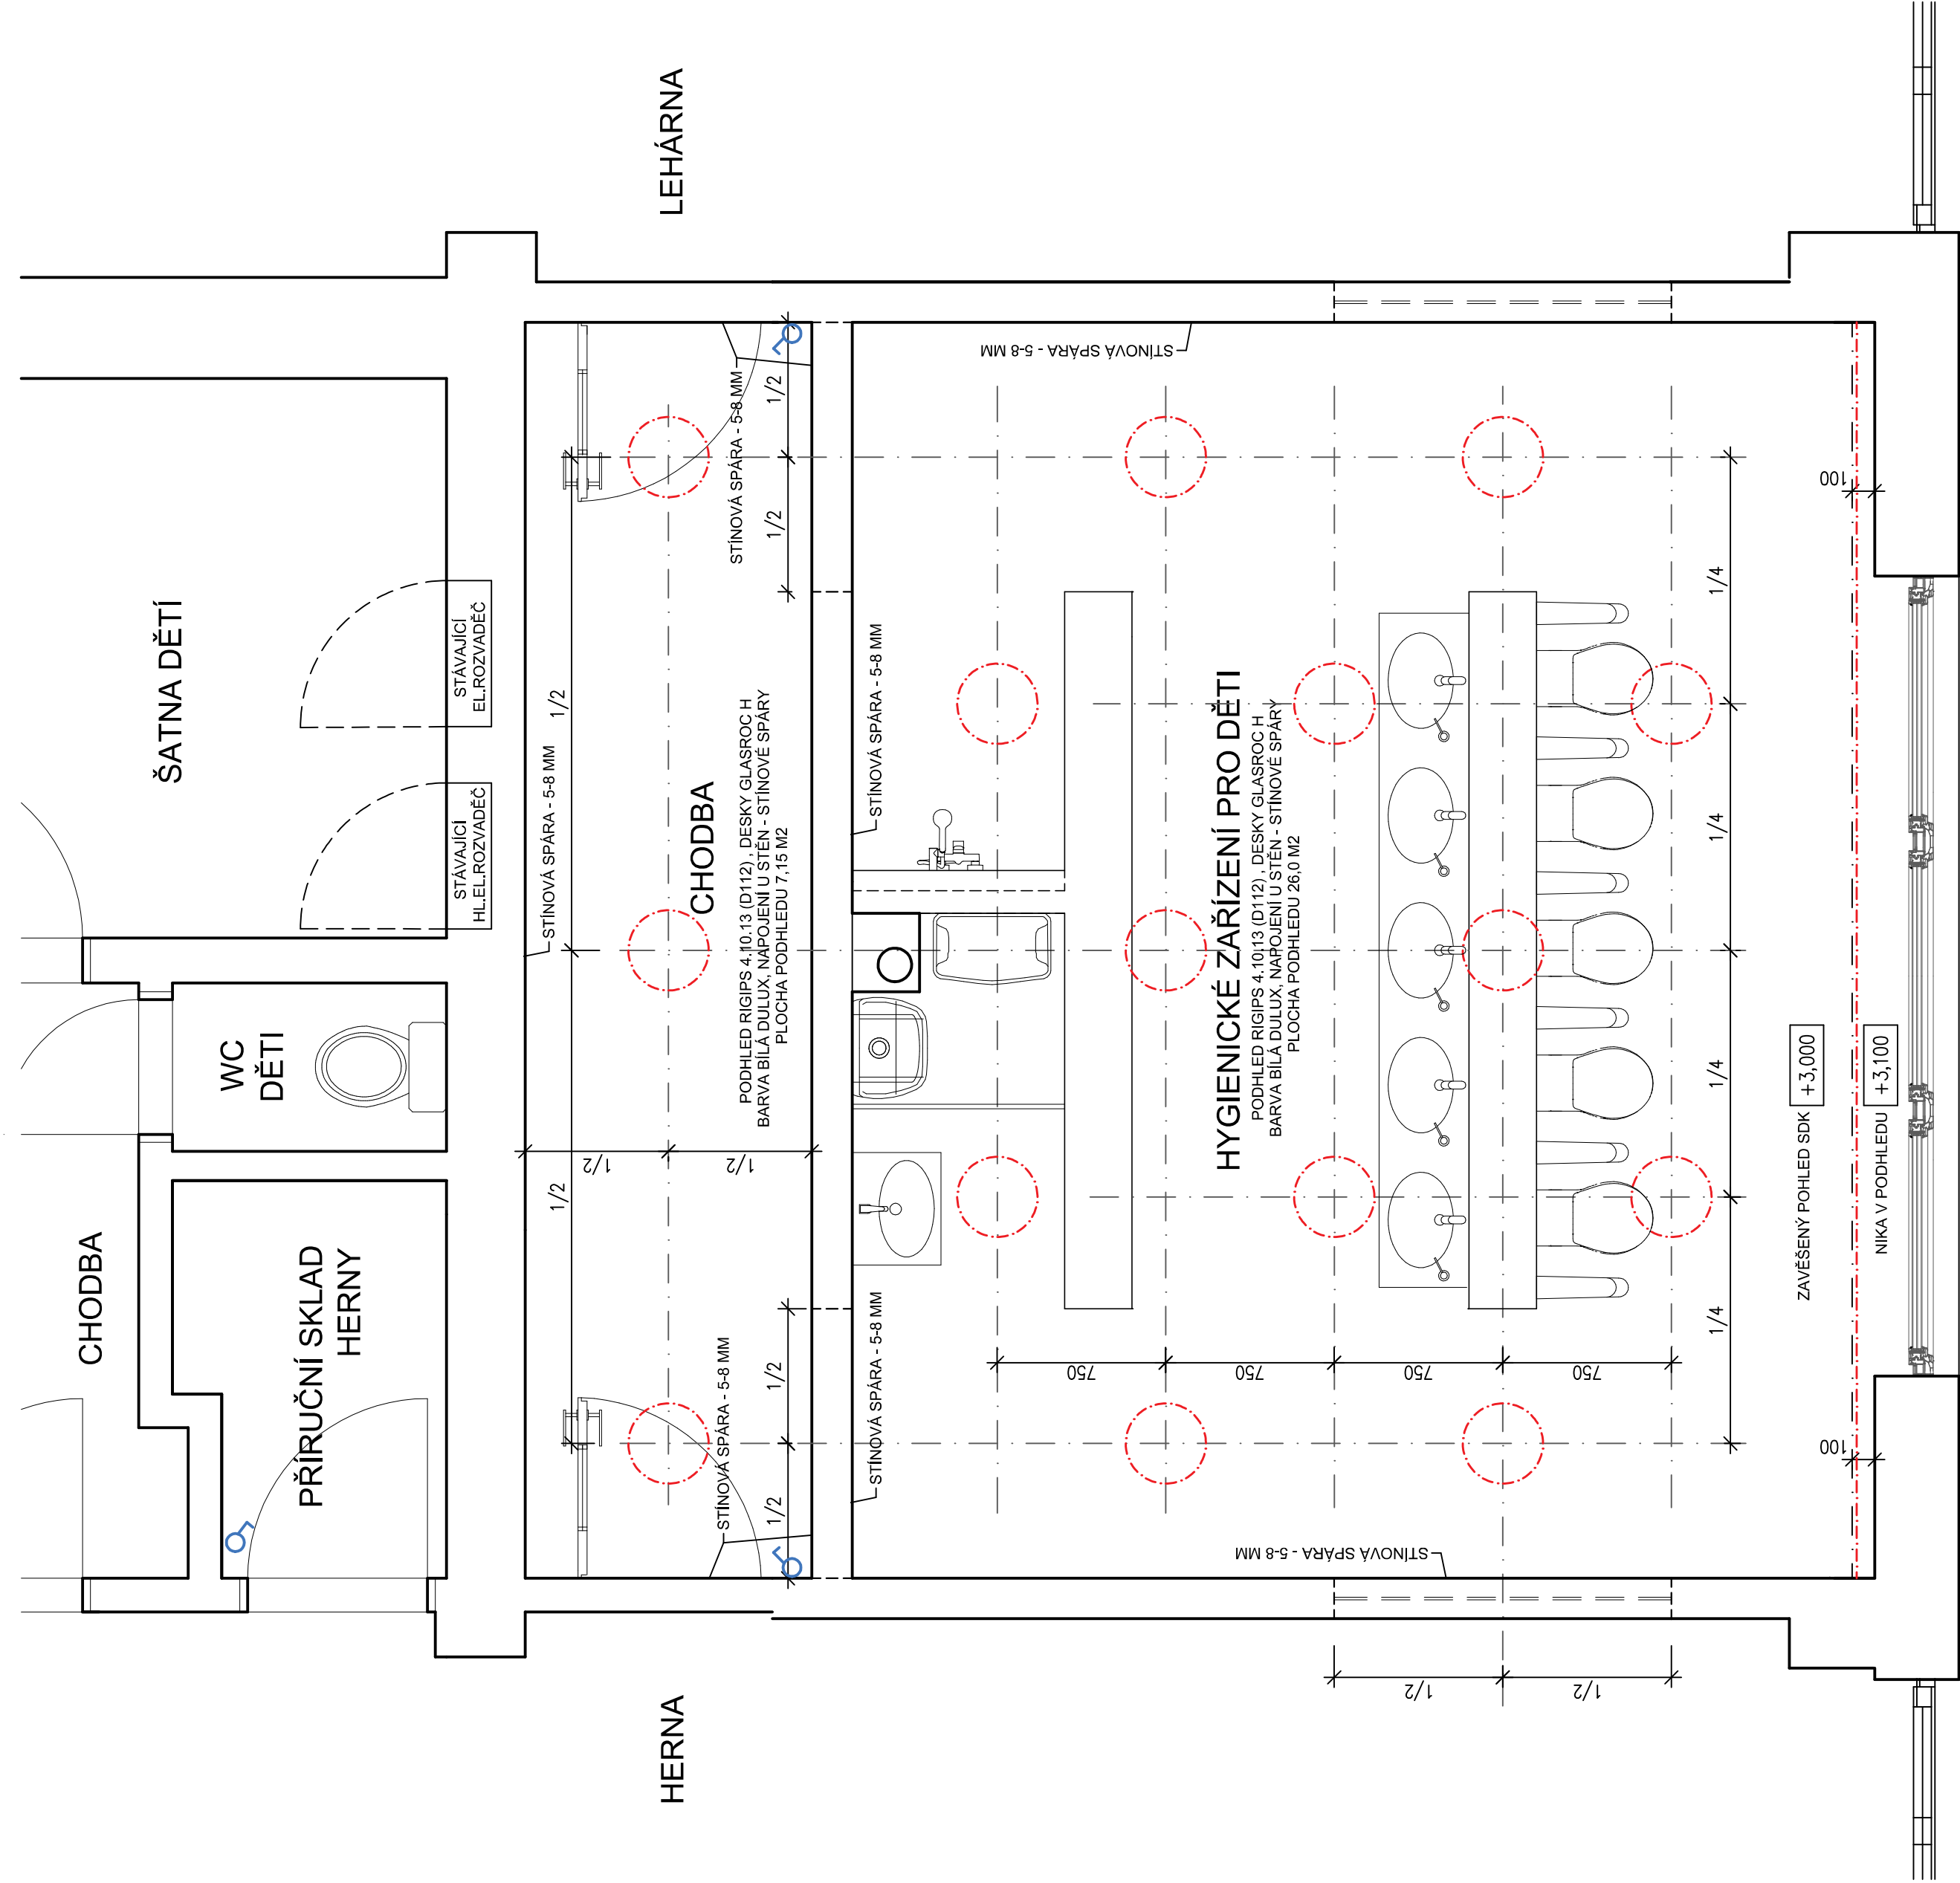 LEHÁRNA
ŠATNA DĚTÍ
STÁVAJÍCÍ
EL.ROZVADĚČ
STÁVAJÍCÍ
HL.EL.ROZVADĚČ
WC
DĚTI
CHODBA
PŘÍRUČNÍ SKLAD
HERNY
HERNA
STÍNOVÁ SPÁRA - 5-8 MM
1/2
1/2
1/2
1/2
CHODBA
PODHLED RIGIPS 4.10.13 (D112) , DESKY GLASROC H
BARVA BÍLÁ DULUX, NAPOJENÍ U STĚN - STÍNOVÉ SPÁRY
PLOCHA PODHLEDU 7,15 M2
STÍNOVÁ SPÁRA - 5-8 MM
1/2
1/2
STÍNOVÁ SPÁRA - 5-8 MM
1/2
1/2
STÍNOVÁ SPÁRA - 5-8 MM
STÍNOVÁ SPÁRA - 5-8 MM
STÍNOVÁ SPÁRA - 5-8 MM
HYGIENICKÉ ZAŘÍZENÍ PRO DĚTI
PODHLED RIGIPS 4.10.13 (D112) , DESKY GLASROC H
BARVA BÍLÁ DULUX, NAPOJENÍ U STĚN - STÍNOVÉ SPÁRY
PLOCHA PODHLEDU 26,0 M2
STÍNOVÁ SPÁRA - 5-8 MM
750
750
750
750
1/4
1/4
1/4
1/4
1/2
1/2
100
100
ZAVĚŠENÝ POHLED SDK +3,000
NIKA V PODHLEDU +3,100